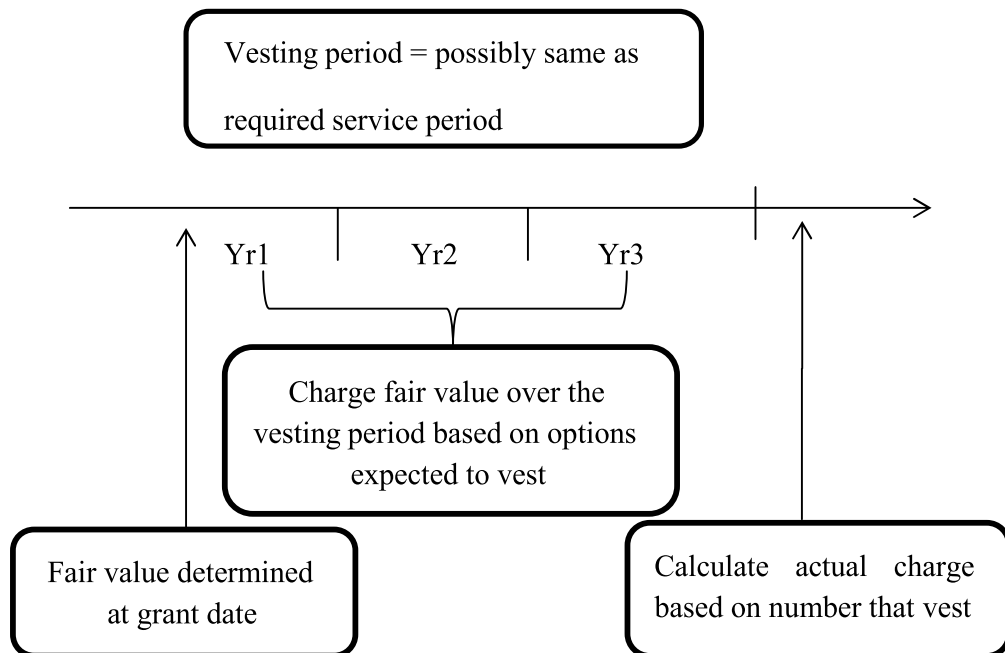 Vesting period = possibly same as
required service period
Yr1
Yr2
Yr3
Charge fair value over the
vesting period based on options
expected to vest
Fair value determined
at grant date
Calculate actual charge
based on number that vest